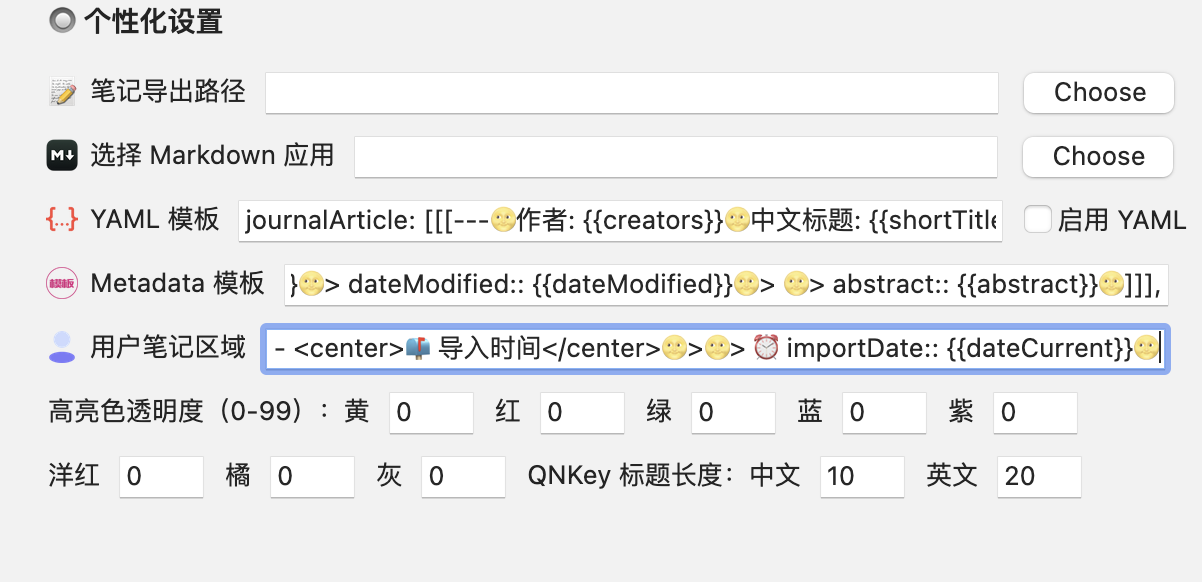 个性化设置
笔记导出路径 Choose
M↓ 选择 Markdown 应用 Choose
{...} YAML 模板 journalArticle: [[[---🌝作者: {{creators}}🌝中文标题: {{shortTitle 启用 YAML
模板 Metadata 模板 }🌝> dateModified:: {{dateModified}}🌝> 🌝> abstract:: {{abstract}}🌝]]],
用户笔记区域 - <center>📬 导入时间</center>🌝>🌝> ⏰ importDate:: {{dateCurrent}}🌝
高亮色透明度（0-99）： 黄 0 红 0 绿 0 蓝 0 紫 0
洋红 0 橘 0 灰 0 QNKey 标题长度：中文 10 英文 20